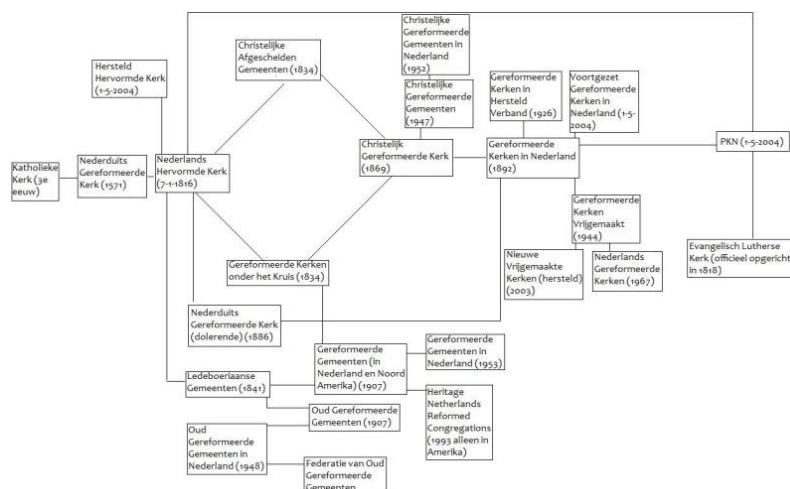 Christelijke
Gereformeerde
Gemeenten in
Nederland
(1952)
Christelijke
Afgescheiden
Gemeenten (1834)
Hersteld
Hervormde Kerk
(1-5-2004)
Gereformeerde
Kerken in
Hersteld
Verband (1926)
Voortgezet
Gereformeerde
Kerken in
Nederland (1-5-
2004)
Christelijke
Gereformeerde
Gemeenten
(1947)
PKN (1-5-2004)
Christelijk
Gereformeerde Kerk
(1869)
Gereformeerde
Kerken in Nederland
(1892)
Katholieke
Kerk (3e
eeuw)
Nederduits
Gereformeerde
Kerk (1571)
Nederlands
Hervormde Kerk
(7-1-1816)
Gereformeerde
Kerken
Vrijgemaakt
(1944)
Evangelisch Lutherse
Kerk (officieel opgericht
in 1818)
Nieuwe
Vrijgemaakte
Kerken (hersteld)
(2003)
Nederlands
Gereformeerde
Kerken (1967)
Gereformeerde Kerken
onder het Kruis (1834)
Nederduits
Gereformeerde Kerk
(dolerende) (1886)
Gereformeerde
Gemeenten (in
Nederland en Noord
Amerika) (1907)
Gereformeerde
Gemeenten in
Nederland (1953)
Ledeboeriaanse
Gemeenten (1841)
Heritage
Netherlands
Reformed
Congregations
(1993 alleen in
Amerika)
Oud Gereformeerde
Gemeenten (1907)
Oud
Gereformeerde
Gemeenten in
Nederland (1948)
Federatie van Oud
Gereformeerde
Gemeenten